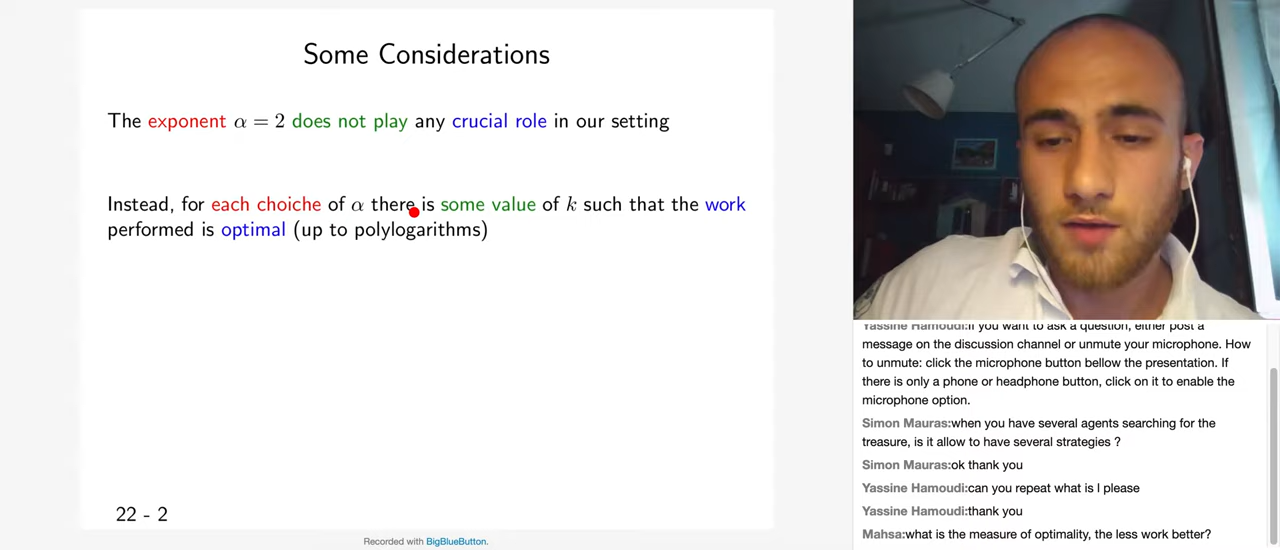 Some Considerations
The exponent α = 2 does not play any crucial role in our setting
Instead, for each choiche of α there is some value of k such that the work
performed is optimal (up to polylogarithms)
22 - 2
Recorded with BigBlueButton.
Yassine Hamoudi:If you want to ask a question, either post a
message on the discussion channel or unmute your microphone. How
to unmute: click the microphone button bellow the presentation. If
there is only a phone or headphone button, click on it to enable the
microphone option.
Simon Mauras:when you have several agents searching for the
treasure, is it allow to have several strategies ?
Simon Mauras:ok thank you
Yassine Hamoudi:can you repeat what is l please
Yassine Hamoudi:thank you
Mahsa:what is the measure of optimality, the less work better?